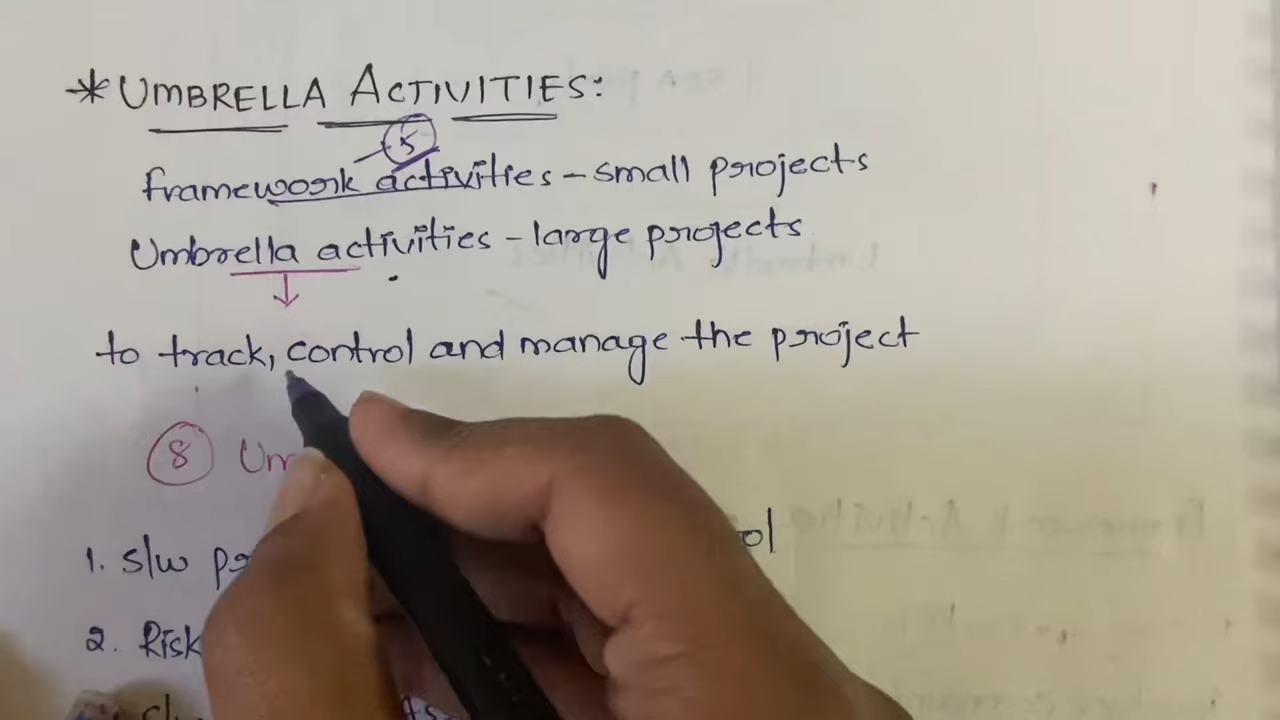 *UMBRELLA ACTIVITIES:
5
framework activities - small projects
Umbrella activities - large projects
to track, control and manage the project
8
1. s/w
2. Risk